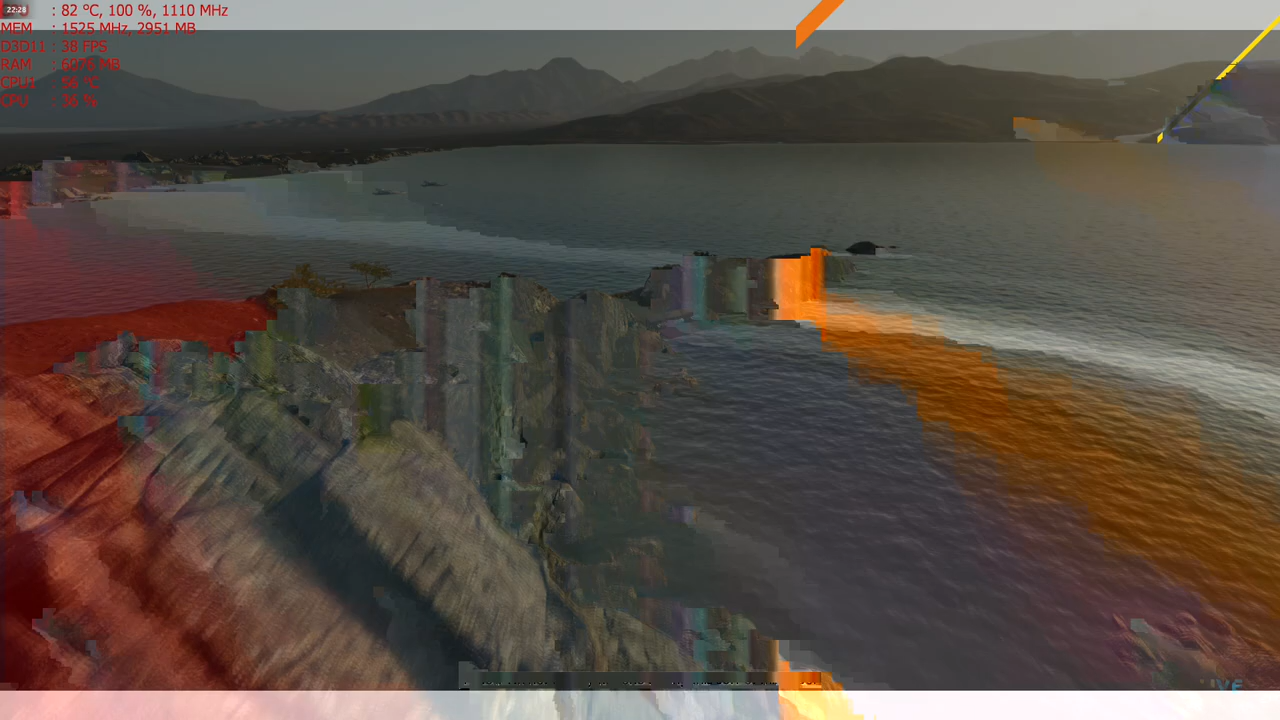 22:28 : 82 °C, 100 %, 1110 MHz
MEM : 1525 MHz, 2951 MB
D3D11 : 38 FPS
RAM : 6076 MB
CPU1 : 56 °C
CPU : 36 %